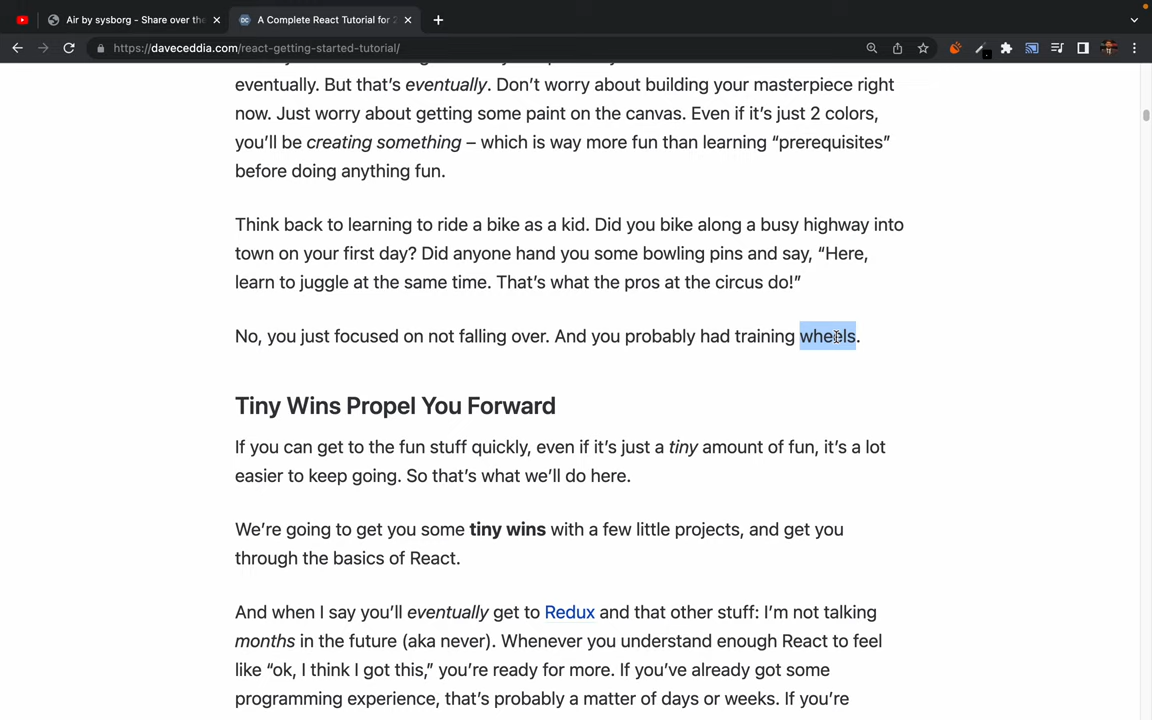 Air by sysborg - Share over the
A Complete React Tutorial for 2
https://daveceddia.com/react-getting-started-tutorial/
eventually. But that's eventually. Don't worry about building your masterpiece right
now. Just worry about getting some paint on the canvas. Even if it's just 2 colors,
you'll be creating something – which is way more fun than learning “prerequisites”
before doing anything fun.
Think back to learning to ride a bike as a kid. Did you bike along a busy highway into
town on your first day? Did anyone hand you some bowling pins and say, “Here,
learn to juggle at the same time. That's what the pros at the circus do!”
No, you just focused on not falling over. And you probably had training wheels.
Tiny Wins Propel You Forward
If you can get to the fun stuff quickly, even if it's just a tiny amount of fun, it's a lot
easier to keep going. So that's what we'll do here.
We're going to get you some tiny wins with a few little projects, and get you
through the basics of React.
And when I say you'll eventually get to Redux and that other stuff: I'm not talking
months in the future (aka never). Whenever you understand enough React to feel
like “ok, I think I got this,” you're ready for more. If you've already got some
programming experience, that's probably a matter of days or weeks. If you're